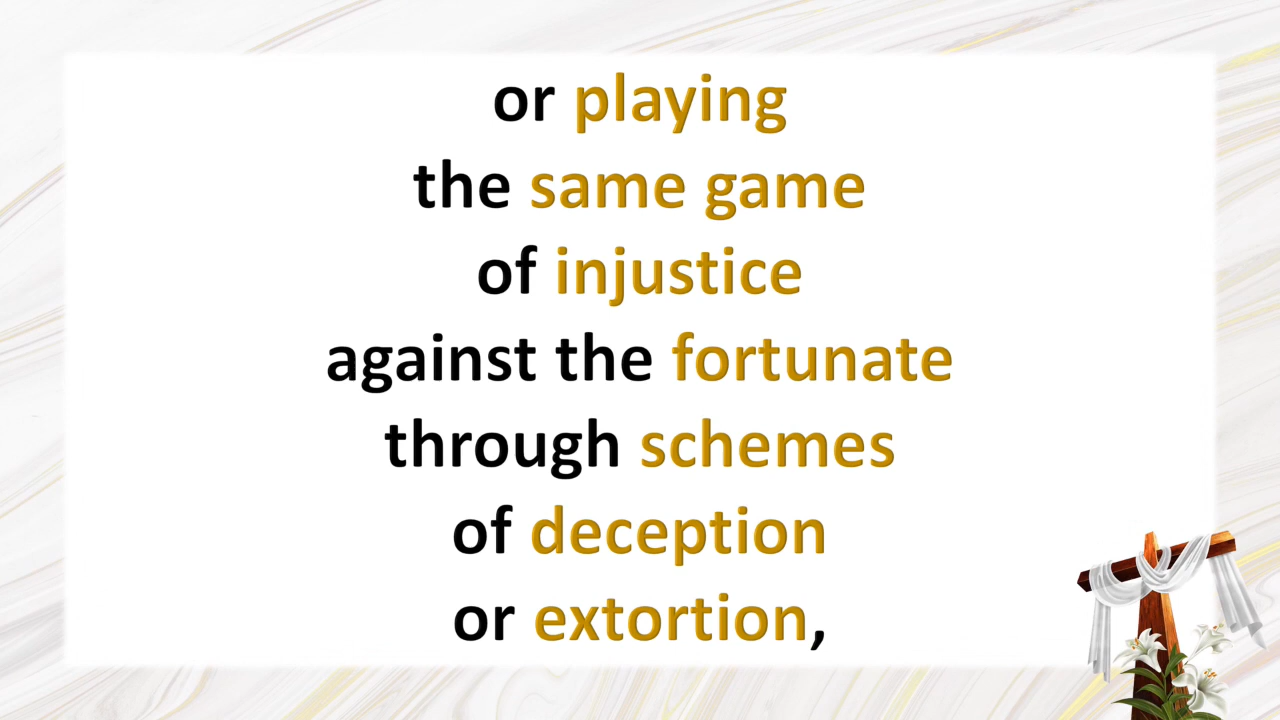 or playing
the same game
of injustice
against the fortunate
through schemes
of deception
or extortion,